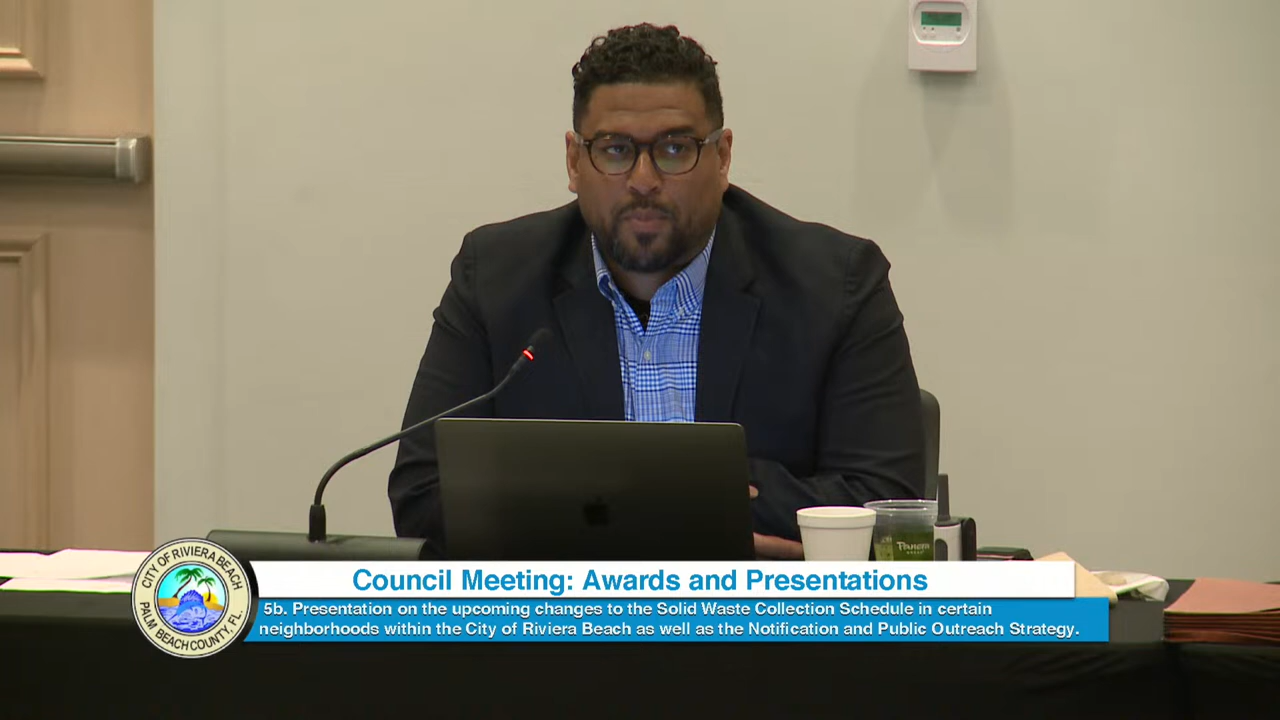 Council Meeting: Awards and Presentations
5b. Presentation on the upcoming changes to the Solid Waste Collection Schedule in certain
neighborhoods within the City of Riviera Beach as well as the Notification and Public Outreach Strategy.
CITY OF RIVIERA BEACH
PALM BEACH COUNTY, FL.
Panera